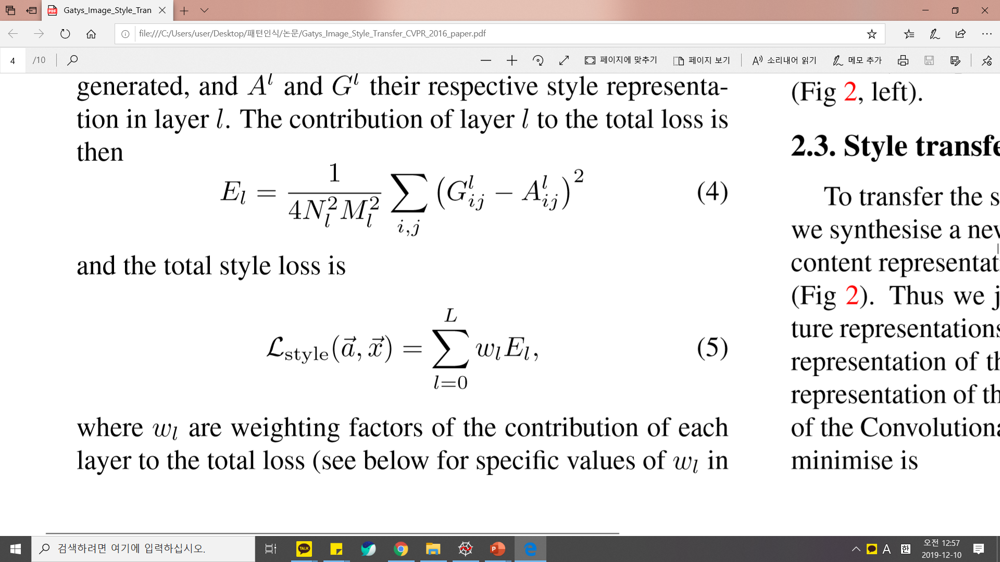 Gatys_Image_Style_Tran
file:///C:/Users/user/Desktop/패턴인식/논문/Gatys_Image_Style_Transfer_CVPR_2016_paper.pdf
4 /10 페이지에 맞추기 페이지 보기 소리내어 읽기 메모 추가
generated, and A^l and G^l their respective style representa-
tion in layer l. The contribution of layer l to the total loss is
then
E_l = \frac{1}{4N_l^2 M_l^2} \sum_{i,j} (G_{ij}^l − A_{ij}^l)^2 (4)
and the total style loss is
\mathcal{L}_{style}(\vec{a}, \vec{x}) = \sum_{l=0}^{L} w_l E_l, (5)
where w_l are weighting factors of the contribution of each
layer to the total loss (see below for specific values of w_l in
(Fig 2, left).
2.3. Style transfe
To transfer the s
we synthesise a new
content representat
(Fig 2). Thus we j
ture representations
representation of th
representation of th
of the Convolutiona
minimise is
검색하려면 여기에 입력하십시오.
TALK
A 한
오전 12:57
2019-12-10